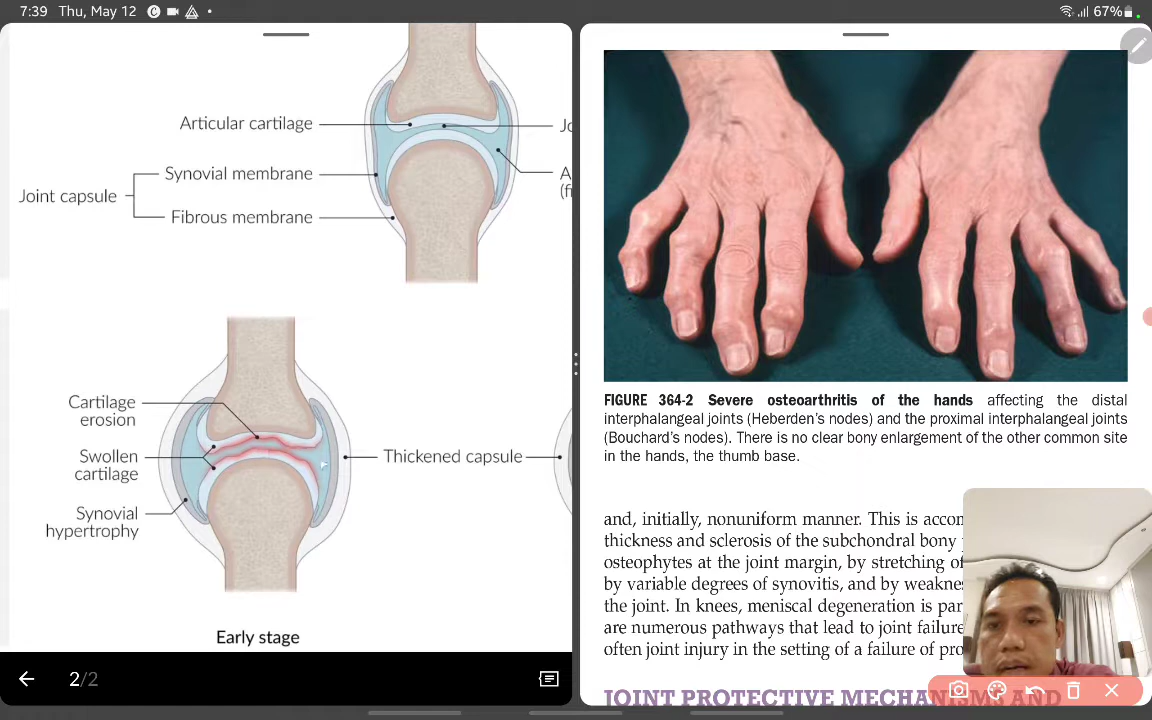 7:39 Thu, May 12
67%
Articular cartilage
Synovial membrane
Joint capsule
Fibrous membrane
Cartilage
erosion
Swollen
cartilage
Thickened capsule
Synovial
hypertrophy
Early stage
2/2
FIGURE 364-2 Severe osteoarthritis of the hands affecting the distal
interphalangeal joints (Heberden's nodes) and the proximal interphalangeal joints
(Bouchard's nodes). There is no clear bony enlargement of the other common site
in the hands, the thumb base.
and, initially, nonuniform manner. This is
thickness and sclerosis of the subchondral bony
osteophytes at the joint margin, by stretching
by variable degrees of synovitis, and by
the joint. In knees, meniscal degeneration is
are numerous pathways that lead to joint failure
often joint injury in the setting of a failure of
JOINT PROTECTIVE MECHANISMS AND